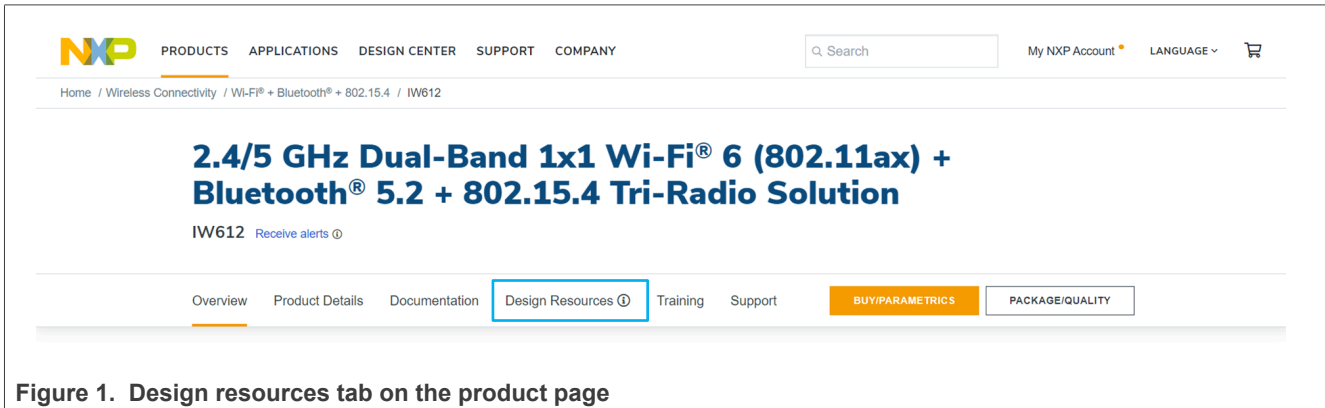 NXP PRODUCTS APPLICATIONS DESIGN CENTER SUPPORT COMPANY Search My NXP Account LANGUAGE
Home / Wireless Connectivity / Wi-Fi® + Bluetooth® + 802.15.4 / IW612
2.4/5 GHz Dual-Band 1x1 Wi-Fi® 6 (802.11ax) +
Bluetooth® 5.2 + 802.15.4 Tri-Radio Solution
IW612 Receive alerts
Overview Product Details Documentation Design Resources Training Support BUY/PARAMETRICS PACKAGE/QUALITY
Figure 1. Design resources tab on the product page